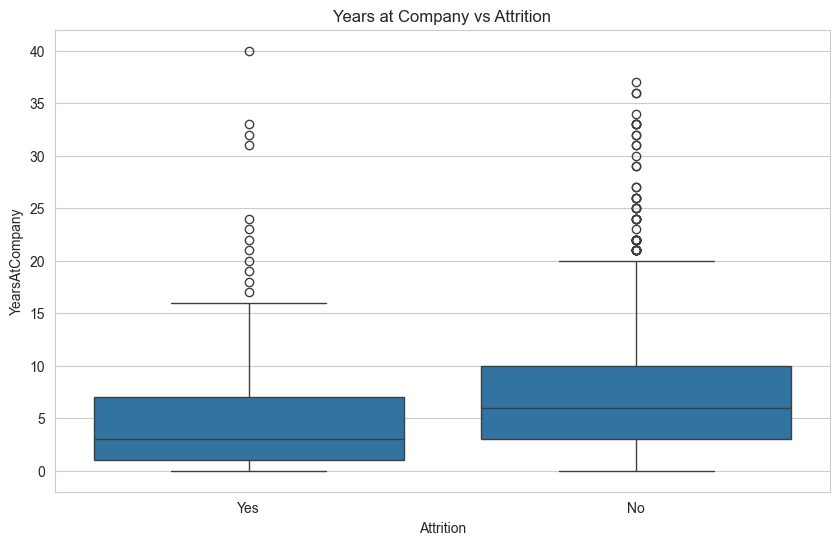 Years at Company vs Attrition
YearsAtCompany
40
35
30
25
20
15
10
5
0
Yes
No
Attrition